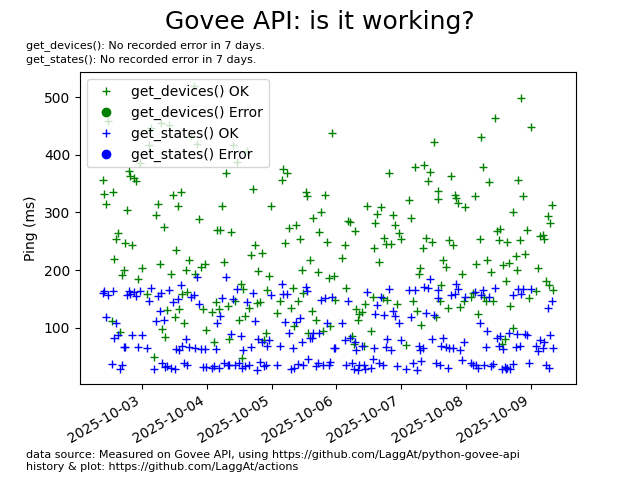 Govee API: is it working?
get_devices(): No recorded error in 7 days.
get_states(): No recorded error in 7 days.
get_devices() OK
get_devices() Error
get_states() OK
get_states() Error
500
400
300
200
100
Ping (ms)
2025-10-03
2025-10-04
2025-10-05
2025-10-06
2025-10-07
2025-10-08
2025-10-09
data source: Measured on Govee API, using https://github.com/LaggAt/python-govee-api
history & plot: https://github.com/LaggAt/actions